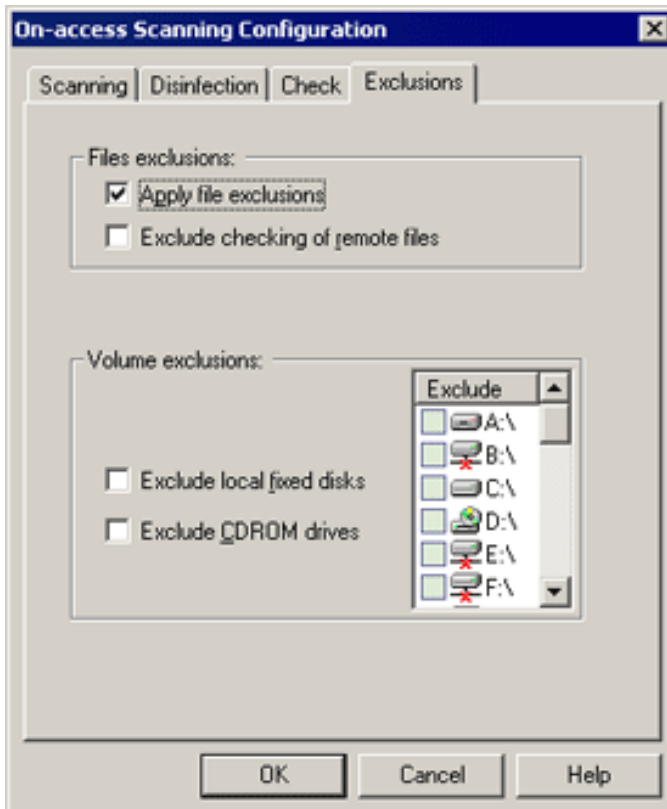 On-access Scanning Configuration
Scanning Disinfection Check Exclusions
Files exclusions:
Apply file exclusions
Exclude checking of remote files
Volume exclusions:
Exclude
A:\
B:\
C:\
Exclude local fixed disks
D:\
Exclude CDROM drives
E:\
F:\
OK Cancel Help